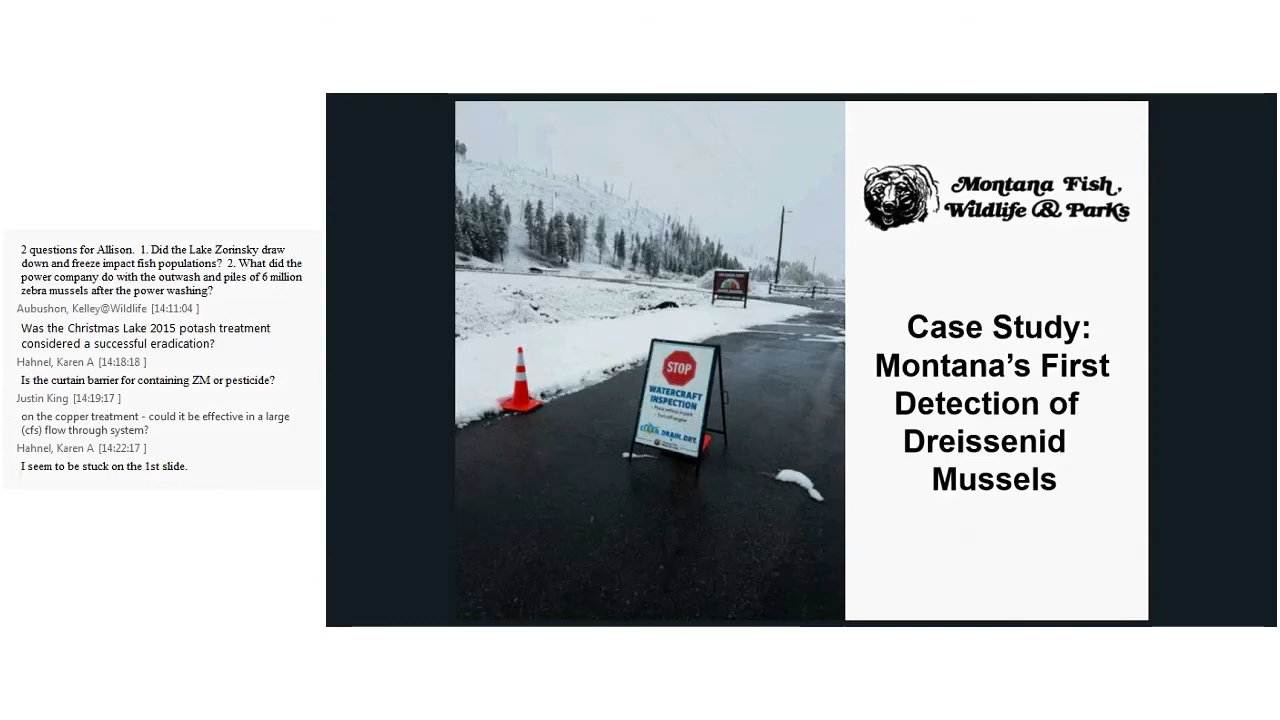 2 questions for Allison. 1. Did the Lake Zorinsky draw
down and freeze impact fish populations? 2. What did the
power company do with the outwash and piles of 6 million
zebra mussels after the power washing?
Aubushon, Kelley@Wildlife [14:11:04 ]
Was the Christmas Lake 2015 potash treatment
considered a successful eradication?
Hahnel, Karen A [14:18:18 ]
Is the curtain barrier for containing ZM or pesticide?
Justin King [14:19:17 ]
on the copper treatment - could it be effective in a large
(cfs) flow through system?
Hahnel, Karen A [14:22:17 ]
I seem to be stuck on the 1st slide.
STOP
WATERCRAFT
INSPECTION
CLEAN. DRAIN. DRY.
Montana Fish,
Wildlife & Parks
Case Study:
Montana’s First
Detection of
Dreissenid
Mussels